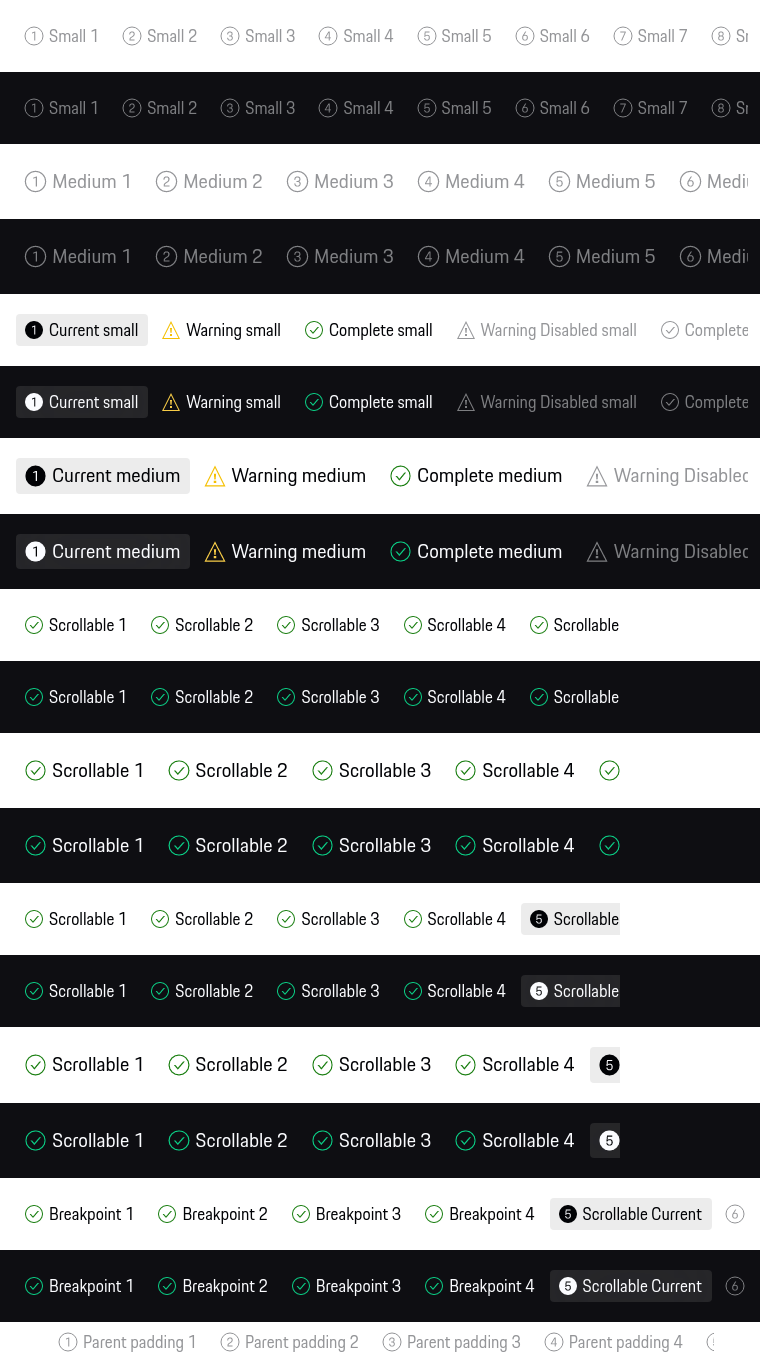 1 Small 1 2 Small 2 3 Small 3 4 Small 4 5 Small 5 6 Small 6 7 Small 7 8
1 Small 1 2 Small 2 3 Small 3 4 Small 4 5 Small 5 6 Small 6 7 Small 7 8
1 Medium 1 2 Medium 2 3 Medium 3 4 Medium 4 5 Medium 5 6
1 Medium 1 2 Medium 2 3 Medium 3 4 Medium 4 5 Medium 5 6
1 Current small Warning small Complete small Warning Disabled small Complete
1 Current small Warning small Complete small Warning Disabled small Complete
1 Current medium Warning medium Complete medium Warning Disabled
1 Current medium Warning medium Complete medium Warning Disabled
Scrollable 1 Scrollable 2 Scrollable 3 Scrollable 4 Scrollable
Scrollable 1 Scrollable 2 Scrollable 3 Scrollable 4 Scrollable
Scrollable 1 Scrollable 2 Scrollable 3 Scrollable 4
Scrollable 1 Scrollable 2 Scrollable 3 Scrollable 4
Scrollable 1 Scrollable 2 Scrollable 3 Scrollable 4 5 Scrollable
Scrollable 1 Scrollable 2 Scrollable 3 Scrollable 4 5 Scrollable
Scrollable 1 Scrollable 2 Scrollable 3 Scrollable 4 5
Scrollable 1 Scrollable 2 Scrollable 3 Scrollable 4 5
Breakpoint 1 Breakpoint 2 Breakpoint 3 Breakpoint 4 5 Scrollable Current 6
Breakpoint 1 Breakpoint 2 Breakpoint 3 Breakpoint 4 5 Scrollable Current 6
1 Parent padding 1 2 Parent padding 2 3 Parent padding 3 4 Parent padding 4